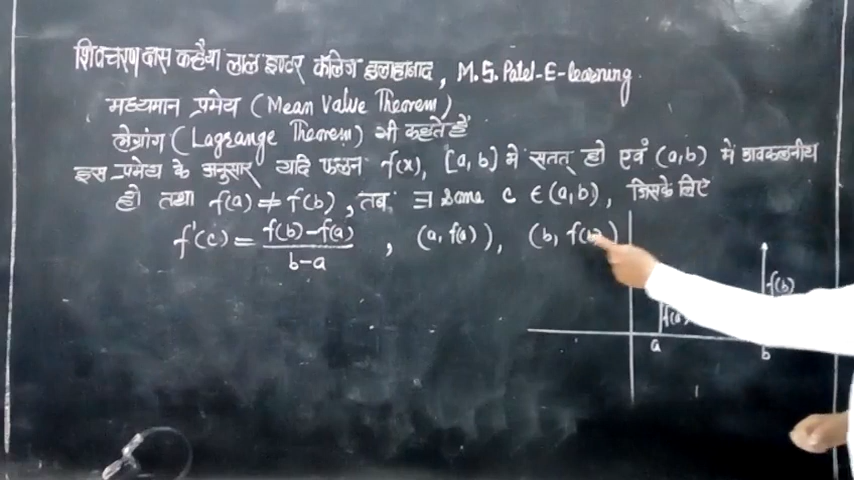 शिवचरण दास कन्हैया लाल इण्टर कॉलेज इलाहाबाद, M.S. Patel-E-learning
मध्यमान प्रमेय (Mean Value Theorem)
लेग्रांग (Lagrange Theorem) भी कहते हैं
इस प्रमेय के अनुसार यदि फलन f(x), [a, b] में सतत् हो एवं (a, b) में अवकलनीय
हो तथा f(a) ≠ f(b), तब ∃ some c ∈ (a, b), जिसके लिए
f'(c) = \frac{f(b) - f(a)}{b-a} , (a, f(a)), (b, f(b))
f(b)
f(a)
a b